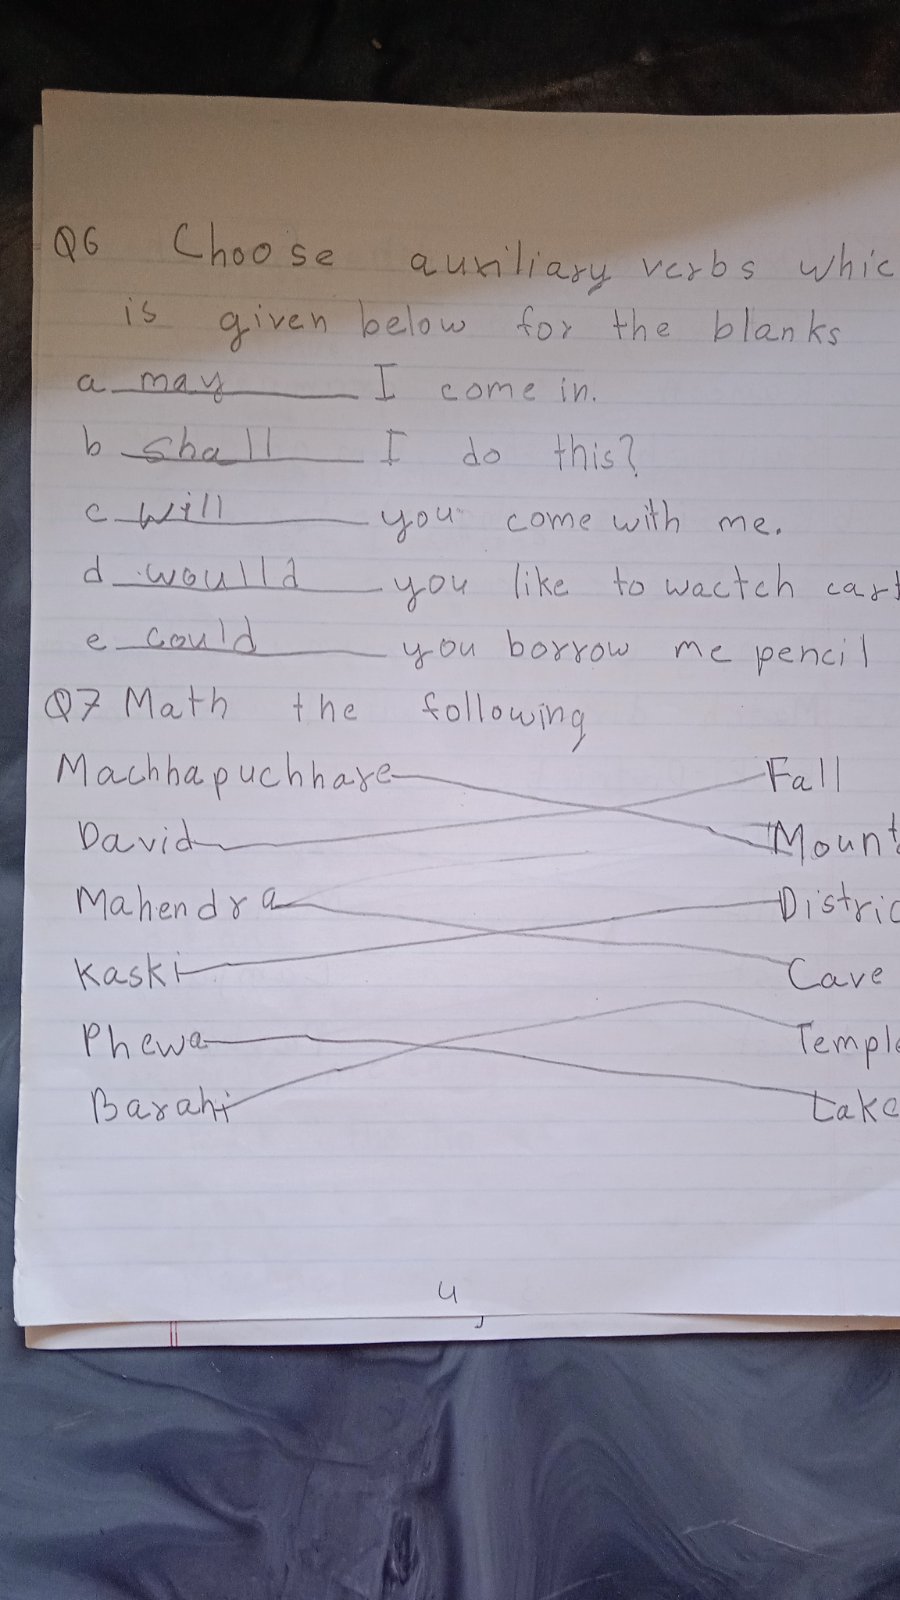 Q6 Choose auxiliary verbs whic
is given below for the blanks
a may I come in.
b shall I do this?
c will you come with me.
d woulld you like to wactch cart
e could you borrow me pencil
Q7 Math the following
Machhapuchhare Fall
David Mount
Mahendra Distric
Kaski Cave
Phewa Temple
Barahi Lake
4